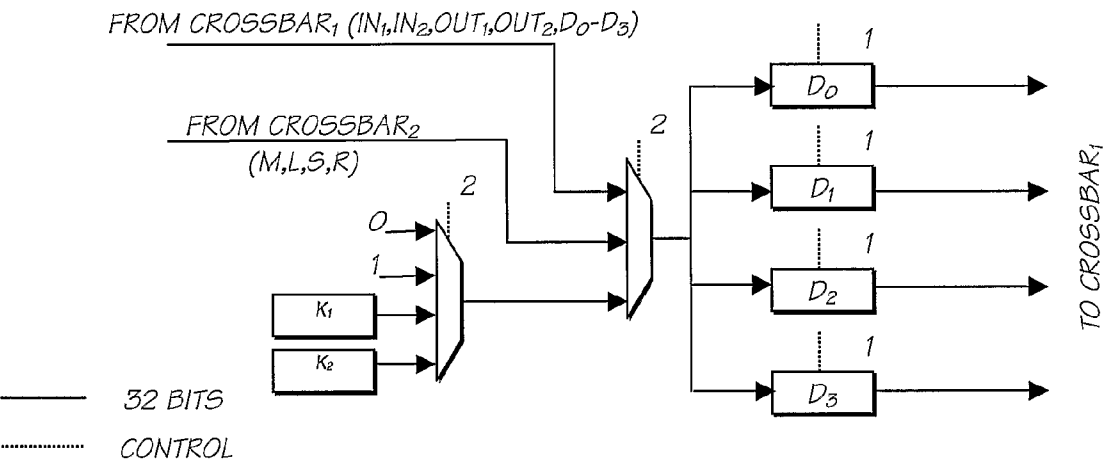 FROM CROSSBAR₁ (IN₁,IN₂,OUT₁,OUT₂,D₀-D₃)
1
D₀
FROM CROSSBAR₂
(M,L,S,R)
2
1
D₁
2
0
1
1
D₂
K₁
K₂
1
D₃
TO CROSSBAR₁
32 BITS
CONTROL